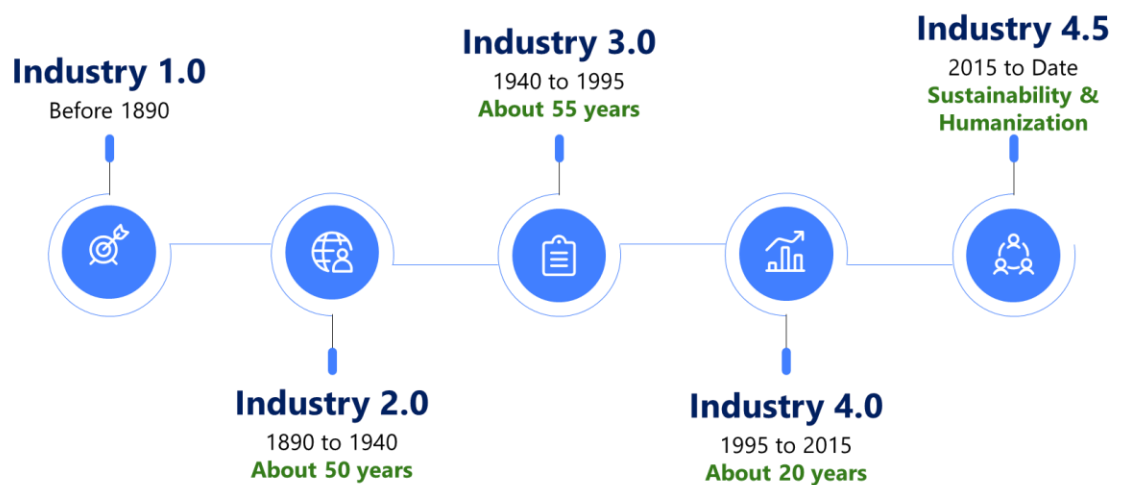 Industry 1.0
Before 1890
Industry 2.0
1890 to 1940
About 50 years
Industry 3.0
1940 to 1995
About 55 years
Industry 4.0
1995 to 2015
About 20 years
Industry 4.5
2015 to Date
Sustainability &
Humanization